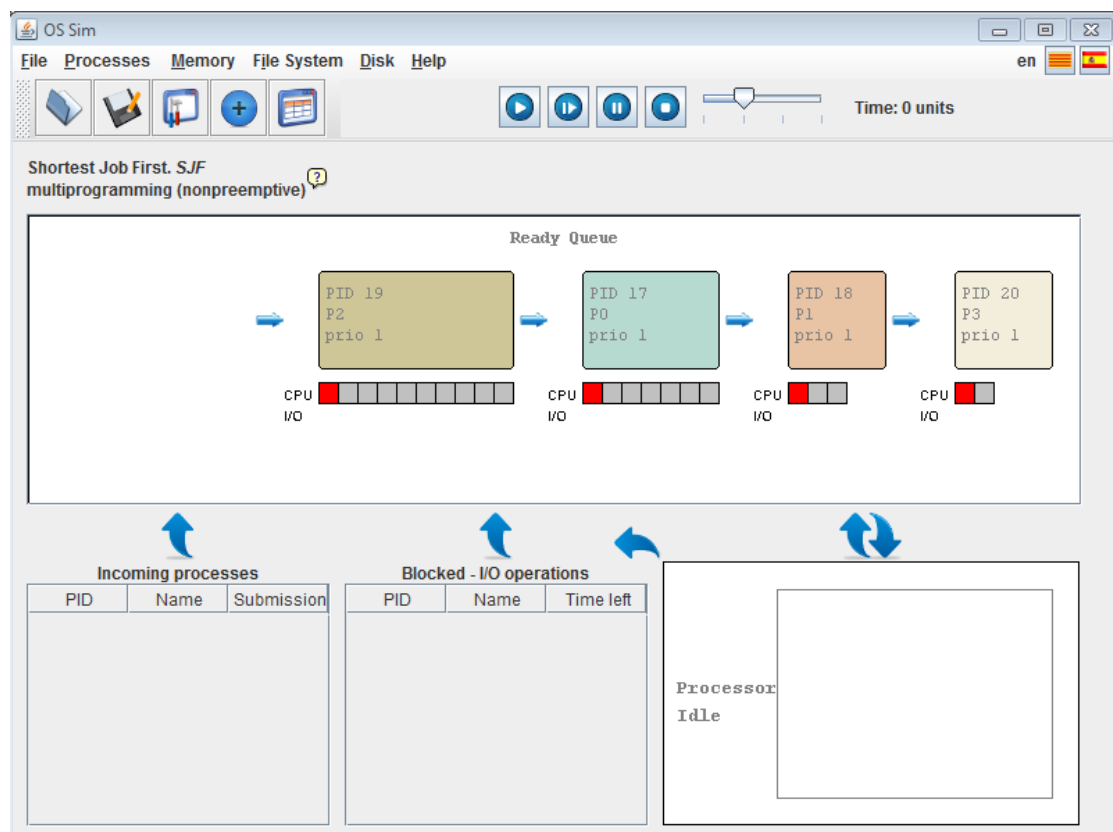 OS Sim
File Processes Memory File System Disk Help en
Time: 0 units
Shortest Job First. SJF
multiprogramming (nonpreemptive) ?
Ready Queue
PID 19
P2
prio 1
CPU
I/O
PID 17
P0
prio 1
CPU
I/O
PID 18
P1
prio 1
CPU
I/O
PID 20
P3
prio 1
CPU
I/O
Incoming processes
PID Name Submission
Blocked - I/O operations
PID Name Time left
Processor
Idle